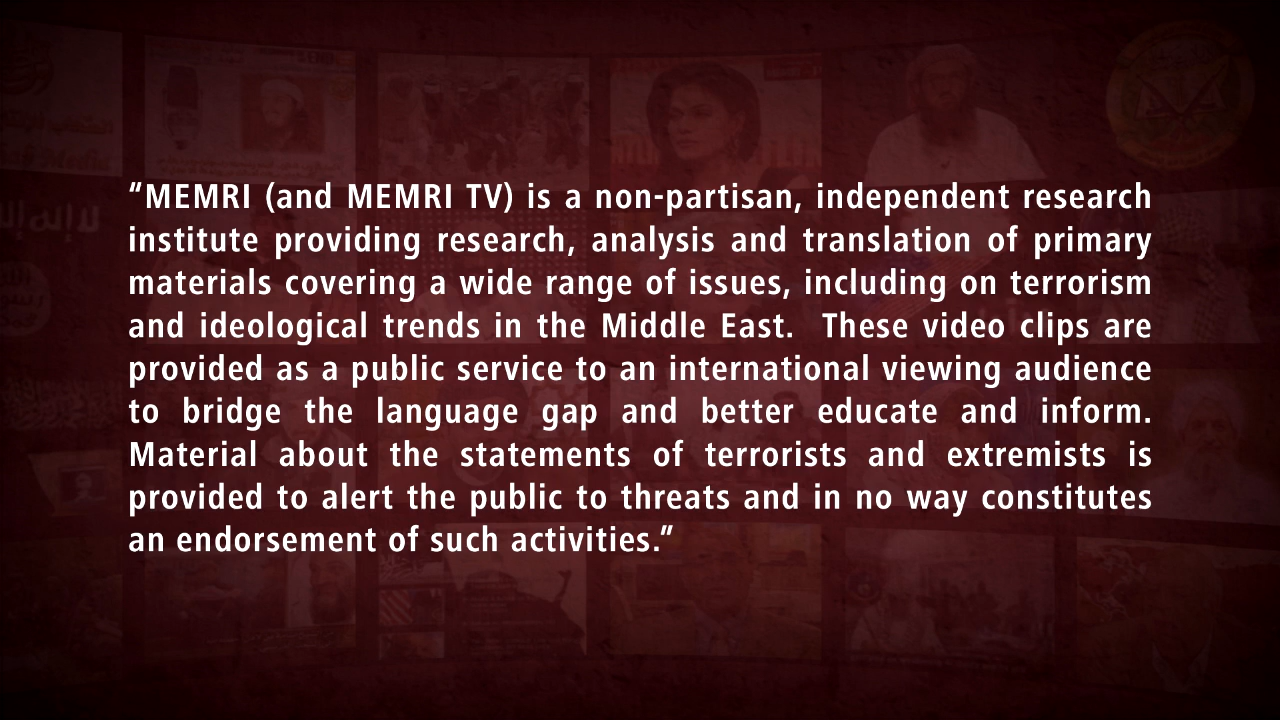 “MEMRI (and MEMRI TV) is a non-partisan, independent research
institute providing research, analysis and translation of primary
materials covering a wide range of issues, including on terrorism
and ideological trends in the Middle East.  These video clips are
provided as a public service to an international viewing audience
to bridge the language gap and better educate and inform.
Material about the statements of terrorists and extremists is
provided to alert the public to threats and in no way constitutes
an endorsement of such activities.”